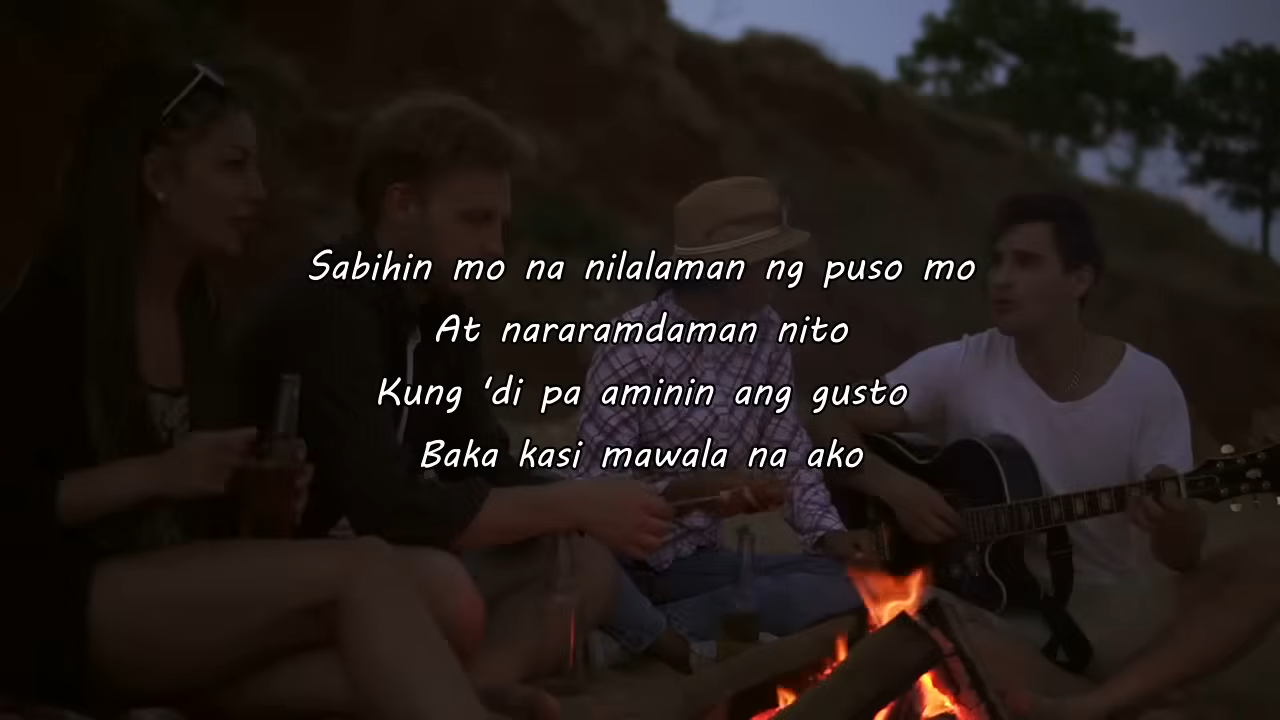 Sabihin mo na nilalaman ng puso mo
At nararamdaman nito
Kung 'di pa aminin ang gusto
Baka kasi mawala na ako